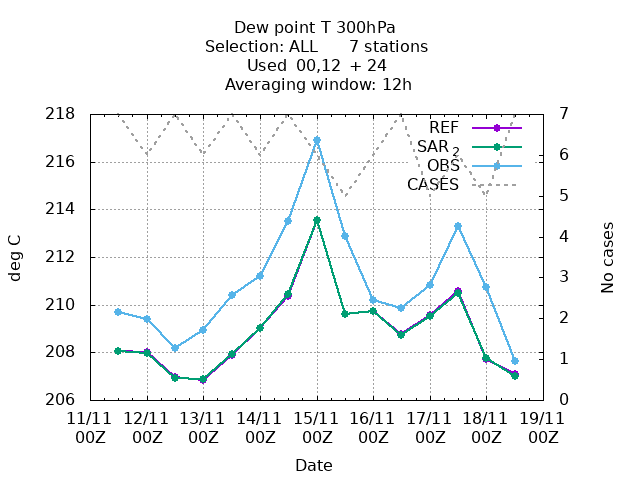 Dew point T 300hPa
Selection: ALL 7 stations
Used 00,12 + 24
Averaging window: 12h
218
216
214
212
210
208
206
7
6
5
4
3
2
1
0
deg C
No cases
REF
SAR 2
OBS
CASES
11/11 12/11 13/11 14/11 15/11 16/11 17/11 18/11 19/11
00Z 00Z 00Z 00Z 00Z 00Z 00Z 00Z 00Z
Date